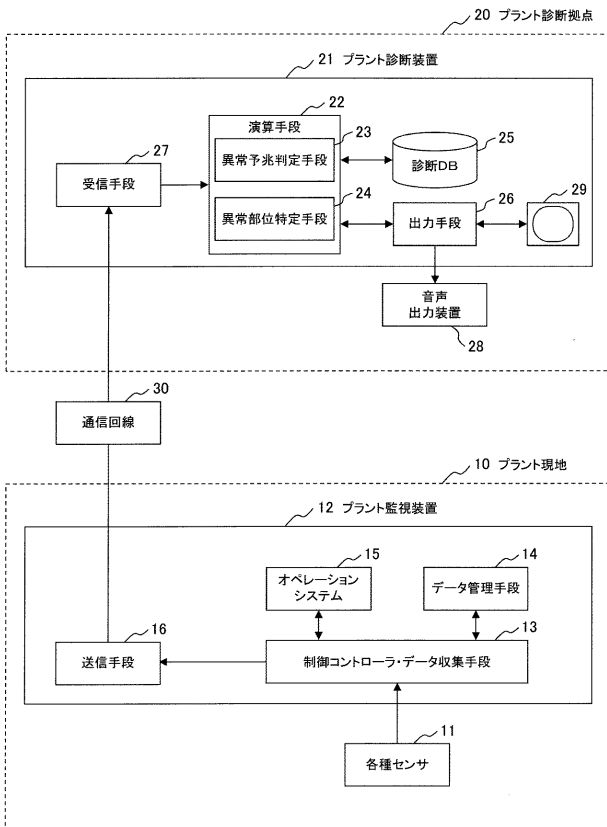 20 プラント診断拠点
21 プラント診断装置
22
演算手段
23
異常予兆判定手段
25
診断DB
27
受信手段
24
異常部位特定手段
26
出力手段
29
音声
出力装置
28
30
通信回線
10 プラント現地
12 プラント監視装置
15
オペレーション
システム
14
データ管理手段
16
送信手段
13
制御コントローラ・データ収集手段
11
各種センサ